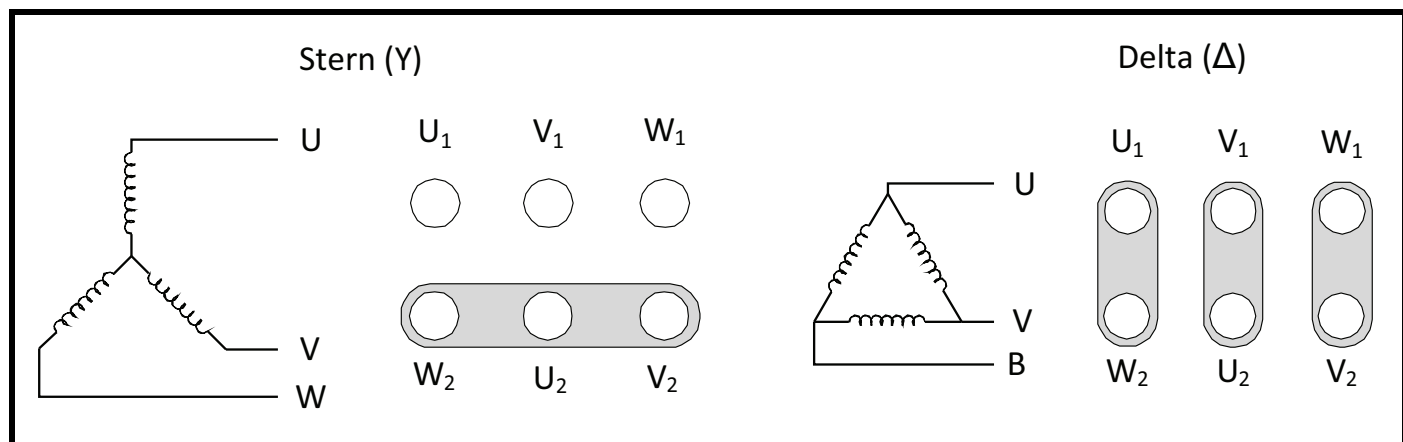 Stern (Y)
U
V
W
U₁ V₁ W₁
W₂ U₂ V₂
Delta (Δ)
U
V
B
U₁ V₁ W₁
W₂ U₂ V₂